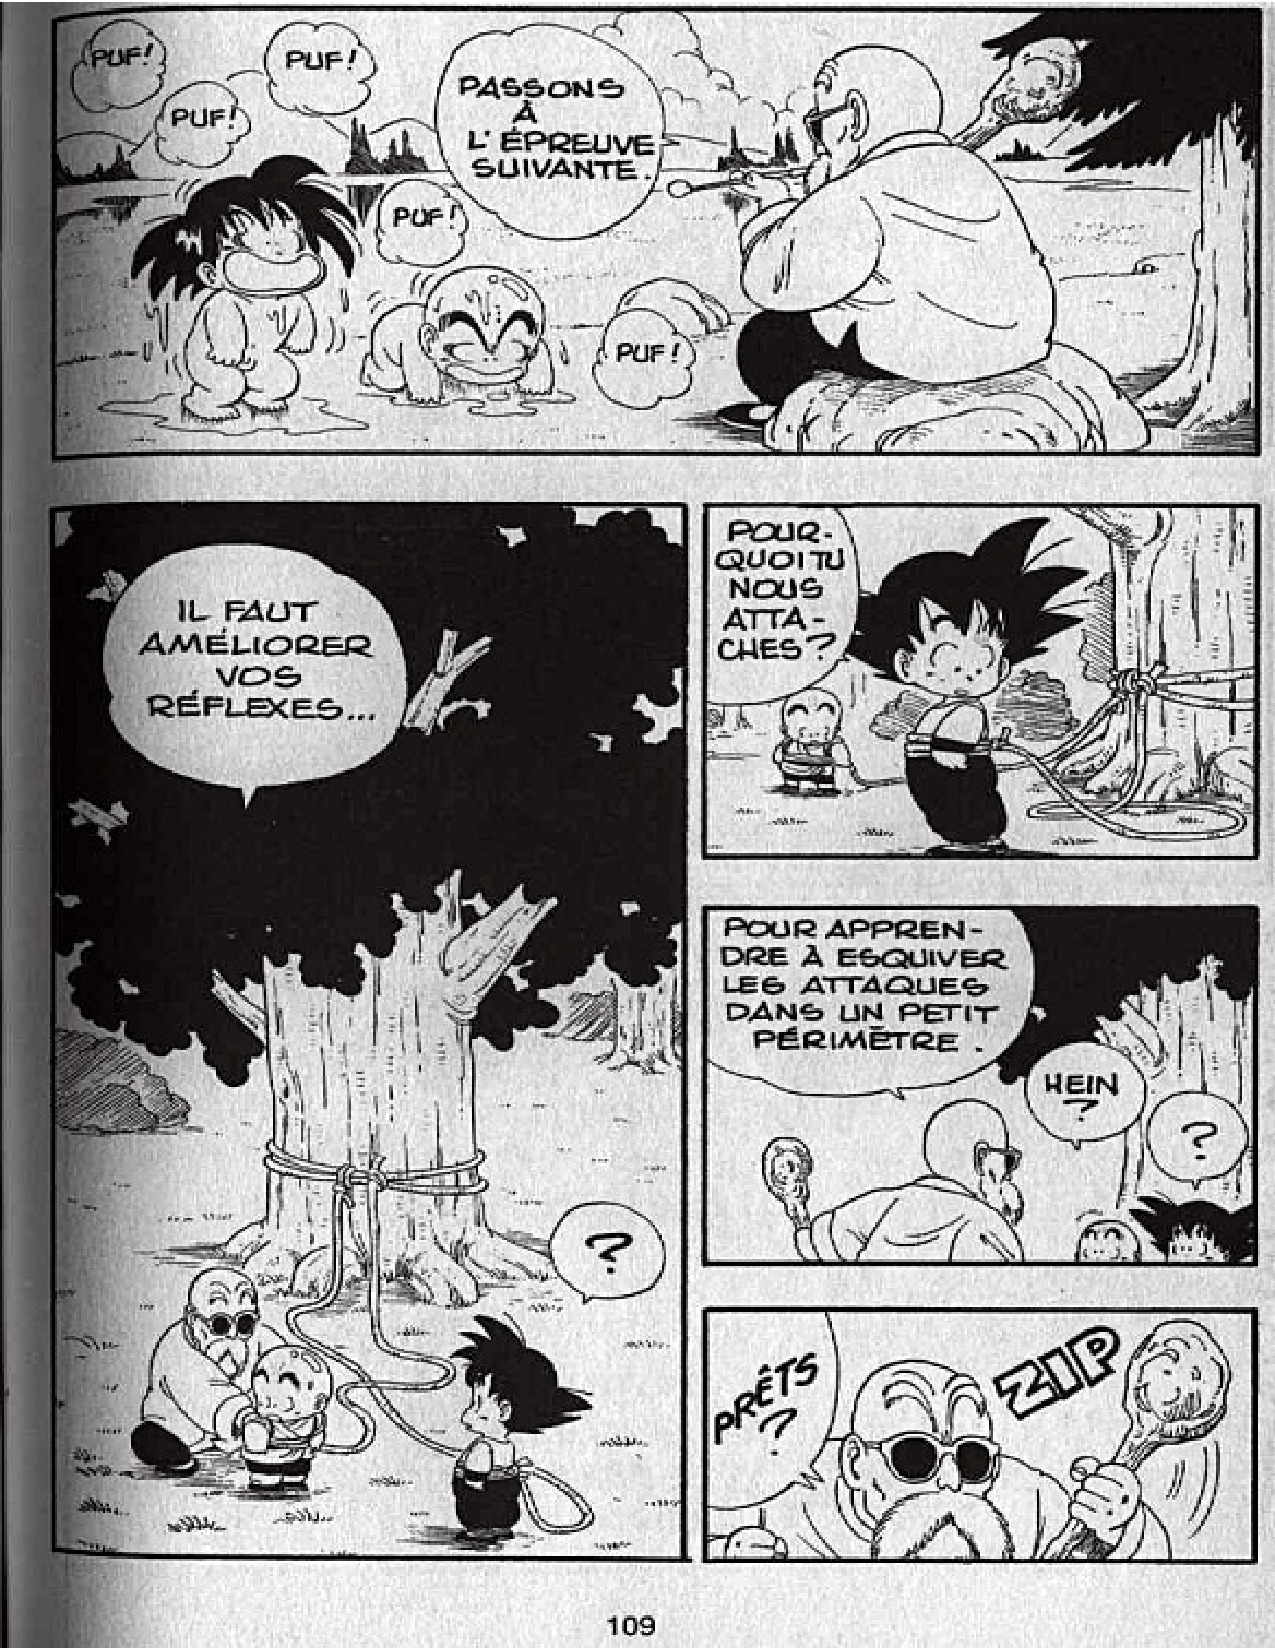 PUF!
PUF!
PUF!
PASSONS
À
L'ÉPREUVE
SUIVANTE.
PUF!
PUF!
IL FAUT
AMÉLIORER
VOS
RÉFLEXES...
?
POUR-
QUOI TU
NOUS
ATTA-
CHES?
POUR APPREN-
DRE À ESQUIVER
LES ATTAQUES
DANS UN PETIT
PÉRIMÈTRE.
HEIN
?
?
PRÊTS
?
ZIP
109